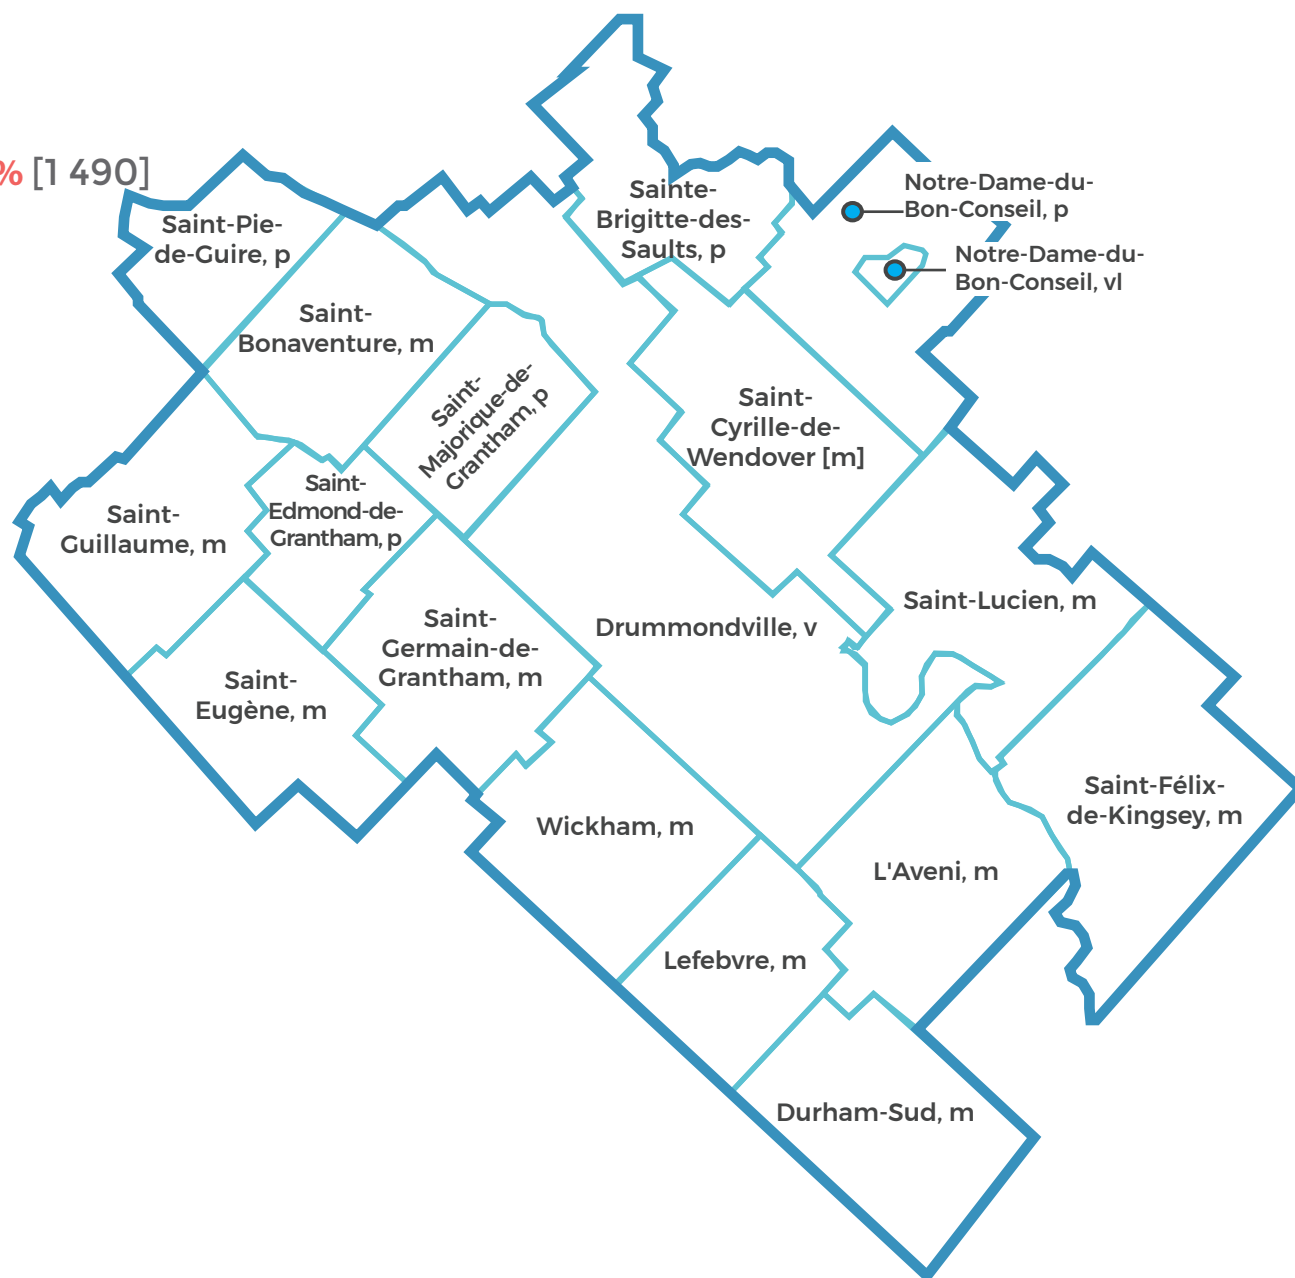 % [1 490]
Sainte-
Brigitte-des-
Saults, p
Notre-Dame-du-
Bon-Conseil, p
Notre-Dame-du-
Bon-Conseil, vl
Saint-Pie-
de-Guire, p
Saint-
Bonaventure, m
Saint-
Majorique-de-
Grantham, p
Saint-
Cyrille-de-
Wendover [m]
Saint-
Guillaume, m
Saint-
Edmond-de-
Grantham, p
Saint-Lucien, m
Saint-
Germain-de-
Grantham, m
Drummondville, v
Saint-
Eugène, m
Saint-Félix-
de-Kingsey, m
Wickham, m
L'Aveni, m
Lefebvre, m
Durham-Sud, m